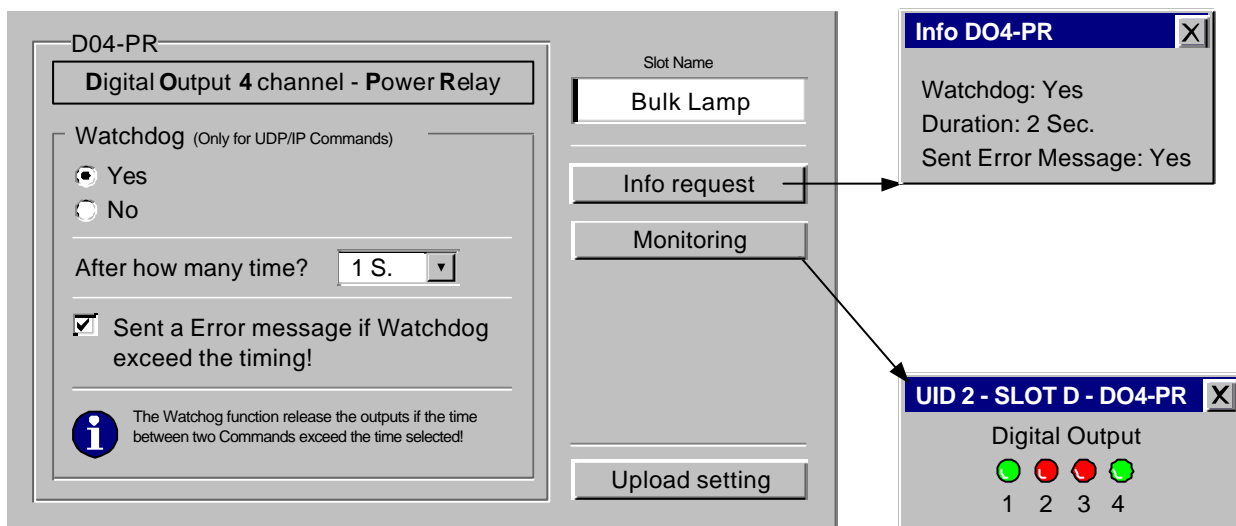 D04-PR
Digital Output 4 channel - Power Relay
Watchdog (Only for UDP/IP Commands)
Yes
No
After how many time? 1 S.
Sent a Error message if Watchdog
exceed the timing!
The Watchog function release the outputs if the time
between two Commands exceed the time selected!
Slot Name
Bulk Lamp
Info request
Monitoring
Upload setting
Info DO4-PR X
Watchdog: Yes
Duration: 2 Sec.
Sent Error Message: Yes
UID 2 - SLOT D - DO4-PR X
Digital Output
1 2 3 4